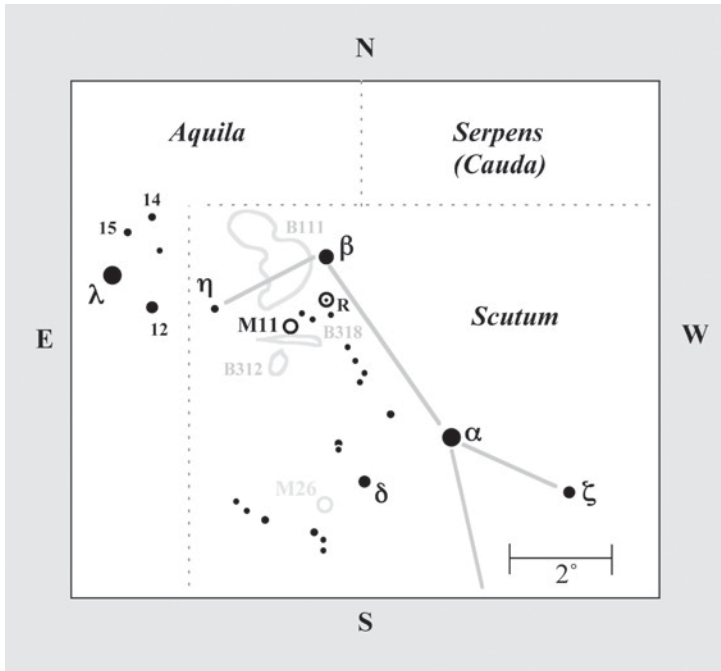 N
Aquila
Serpens
(Cauda)
14
15
B111
β
λ
η
R
12
M11
Scutum
E
W
B318
B312
α
M26
δ
ζ
2°
S